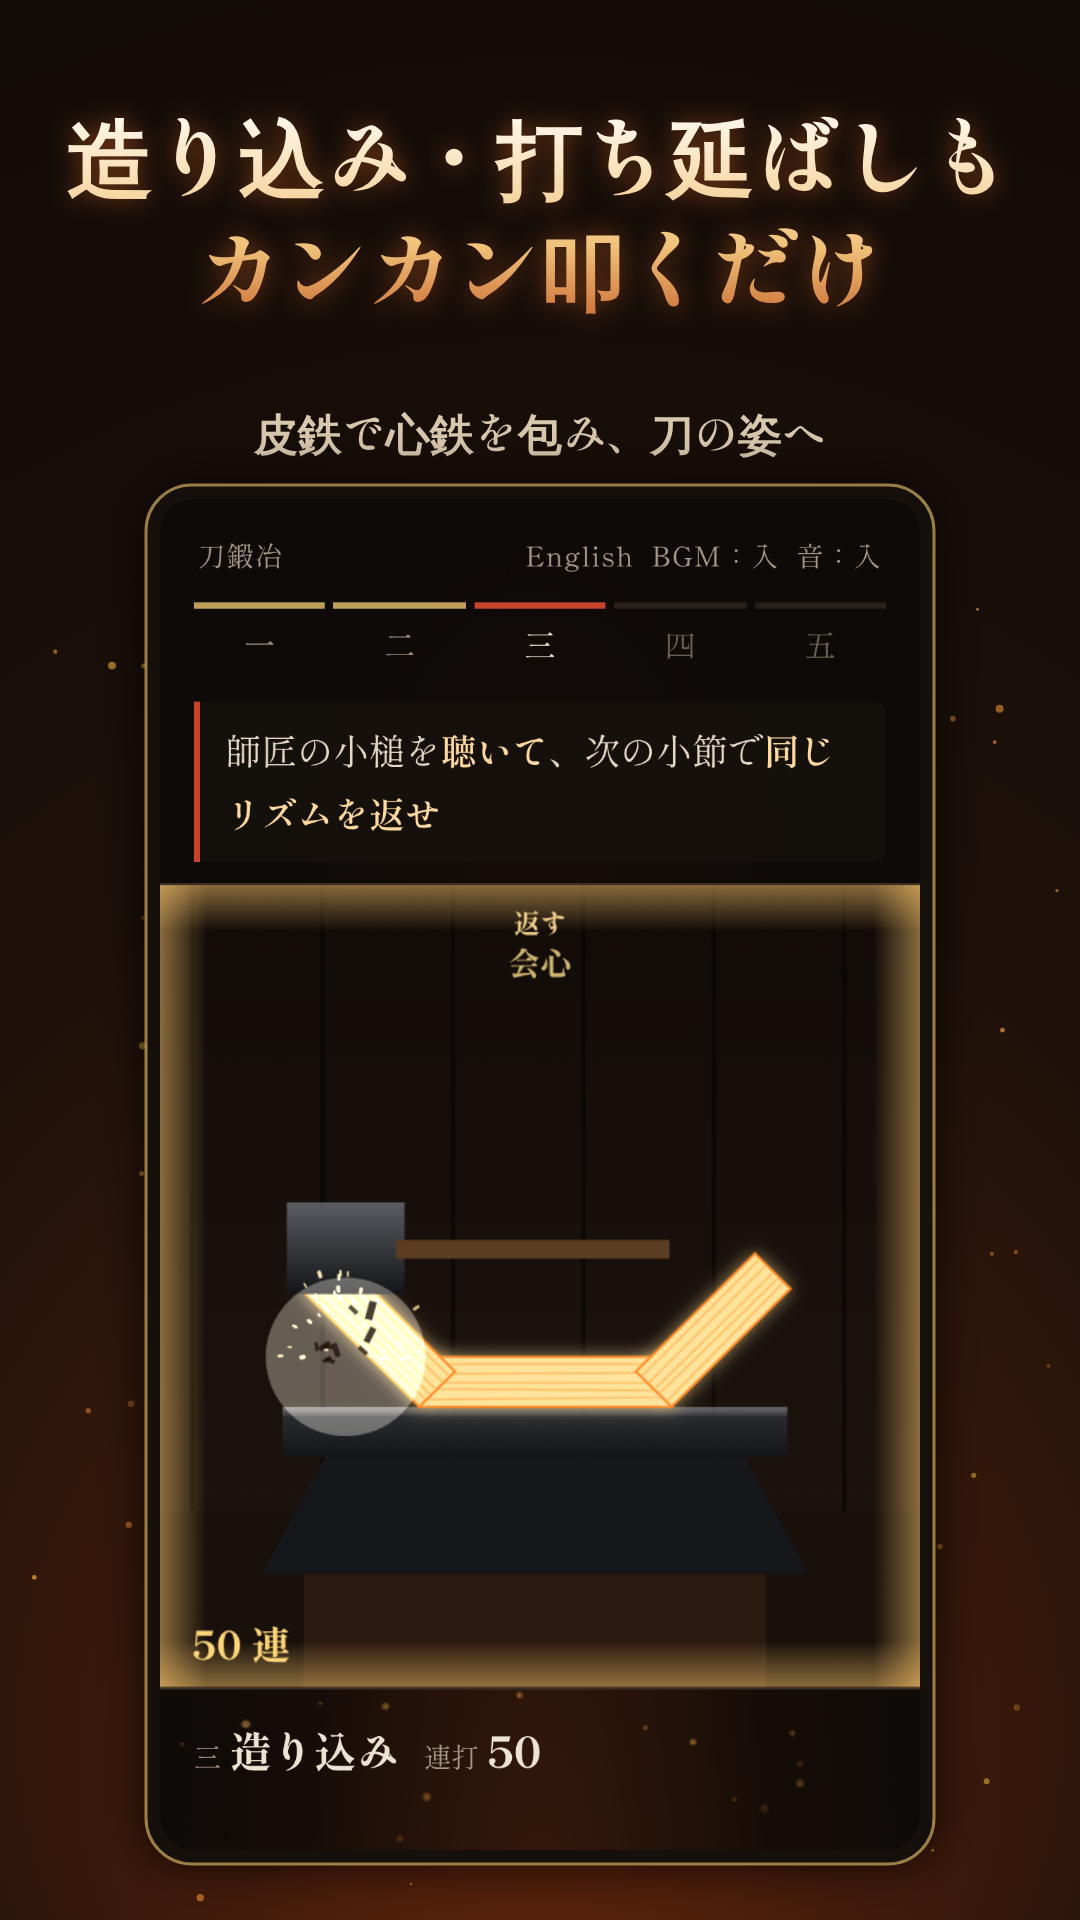 造り込み・打ち延ばしも
カンカン叩くだけ
皮鉄で心鉄を包み、刀の姿へ
刀鍛冶 English BGM：入 音：入
一 二 三 四 五
師匠の小槌を聴いて、次の小節で同じ
リズムを返せ
返す
会心
50 連
三 造り込み 連打 50